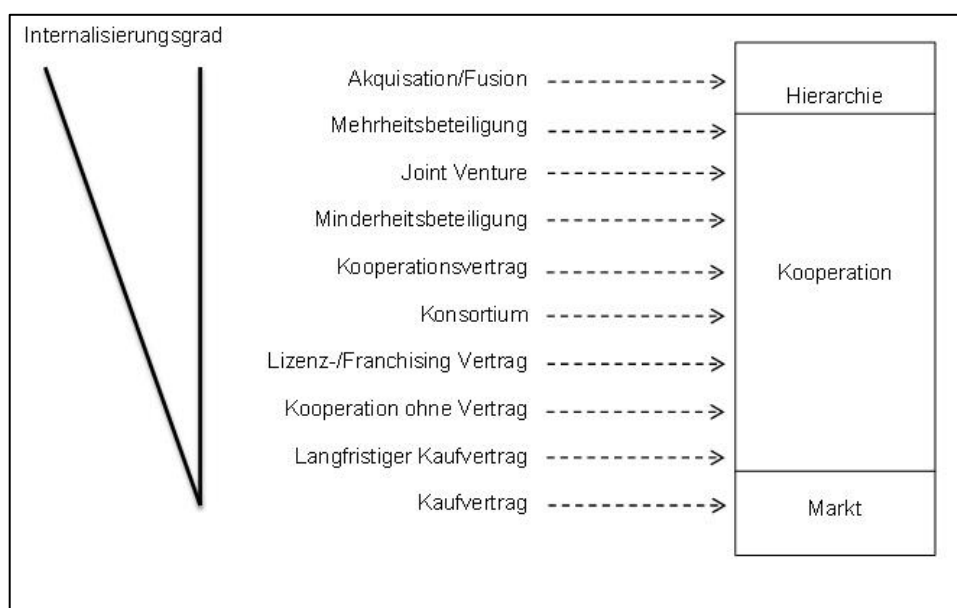 Internalisierungsgrad
Akquisation/Fusion
Hierarchie
Mehrheitsbeteiligung
Joint Venture
Minderheitsbeteiligung
Kooperationsvertrag
Kooperation
Konsortium
Lizenz-/Franchising Vertrag
Kooperation ohne Vertrag
Langfristiger Kaufvertrag
Kaufvertrag
Markt